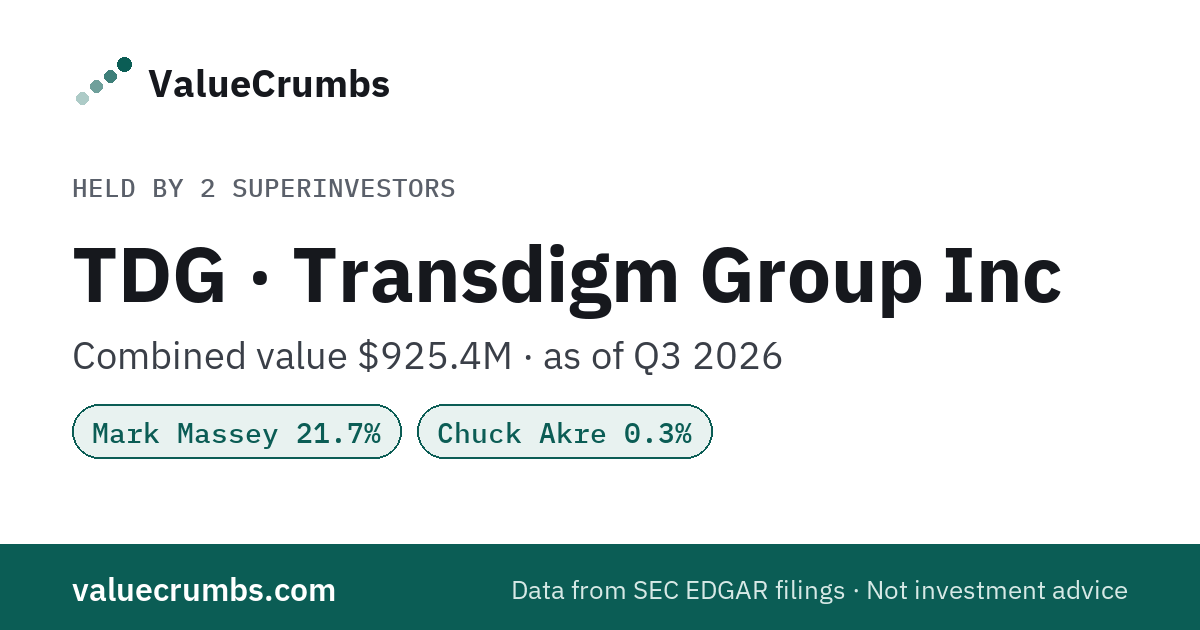 ValueCrumbs
HELD BY 2 SUPERINVESTORS
TDG · Transdigm Group Inc
Combined value $925.4M · as of Q3 2026
Mark Massey 21.7% Chuck Akre 0.3%
valuecrumbs.com Data from SEC EDGAR filings · Not investment advice